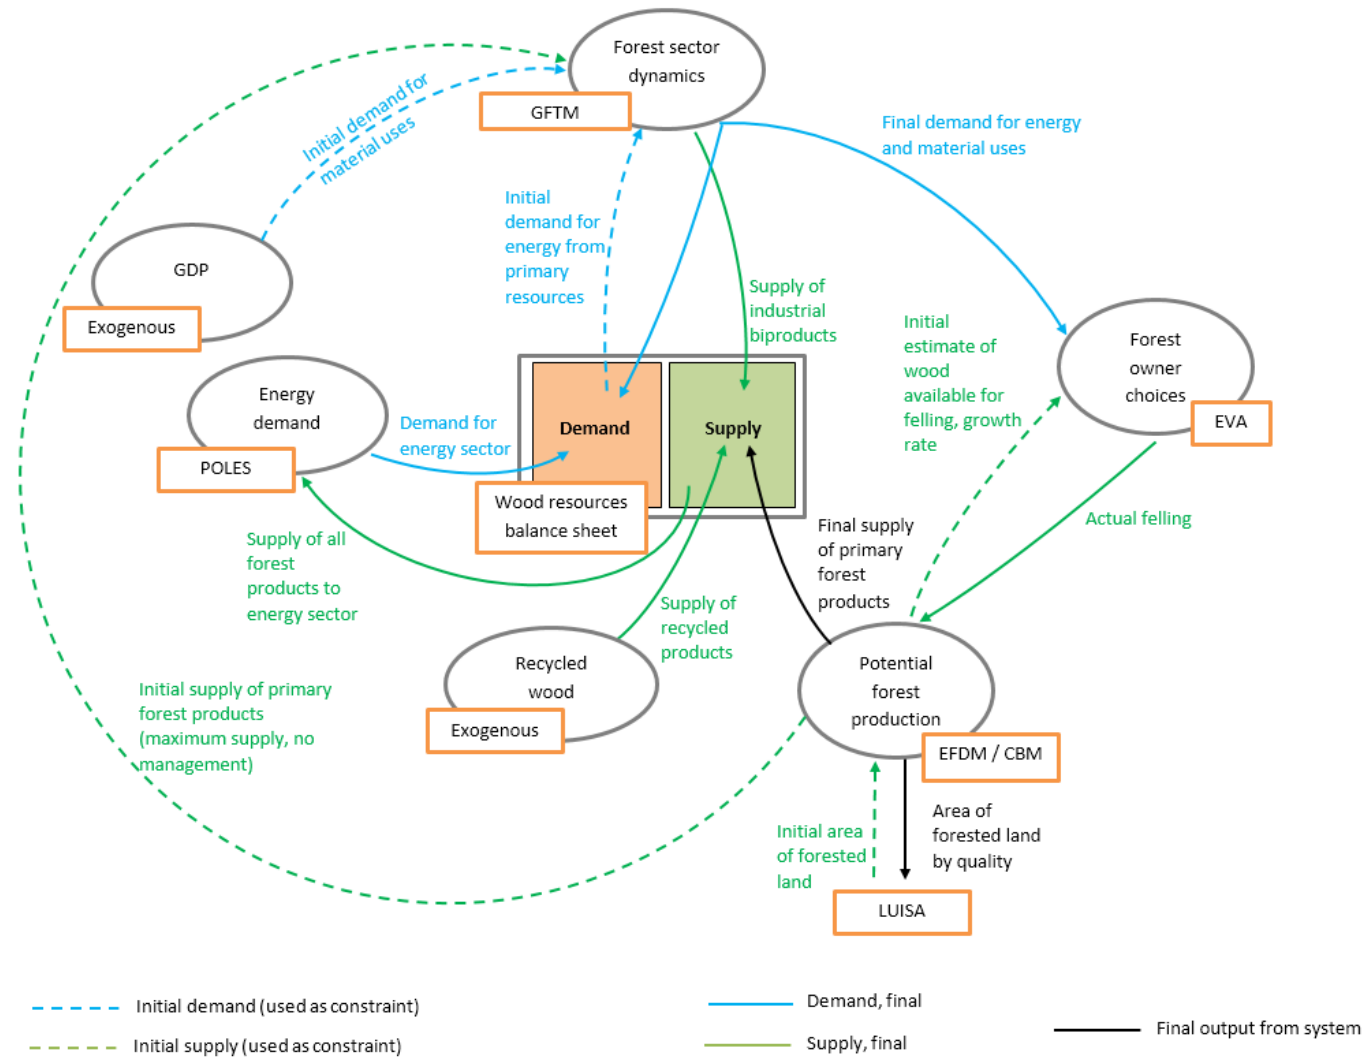 Forest sector
dynamics
GFTM
Initial demand for
material uses
Final demand for energy
and material uses
Initial
demand for
energy from
primary
resources
GDP
Exogenous
Supply of
industrial
biproducts
Initial
estimate of
wood
available for
felling, growth
rate
Forest
owner
choices
EVA
Energy
demand
POLES
Demand for
energy sector
Demand
Supply
Wood resources
balance sheet
Actual felling
Final supply
of primary
forest
products
Supply of all
forest
products to
energy sector
Supply of
recycled
products
Recycled
wood
Exogenous
Potential
forest
production
EFDM / CBM
Initial supply of primary
forest products
(maximum supply, no
management)
Initial area
of forested
land
Area of
forested land
by quality
LUISA
Initial demand (used as constraint)
Demand, final
Final output from system
Initial supply (used as constraint)
Supply, final